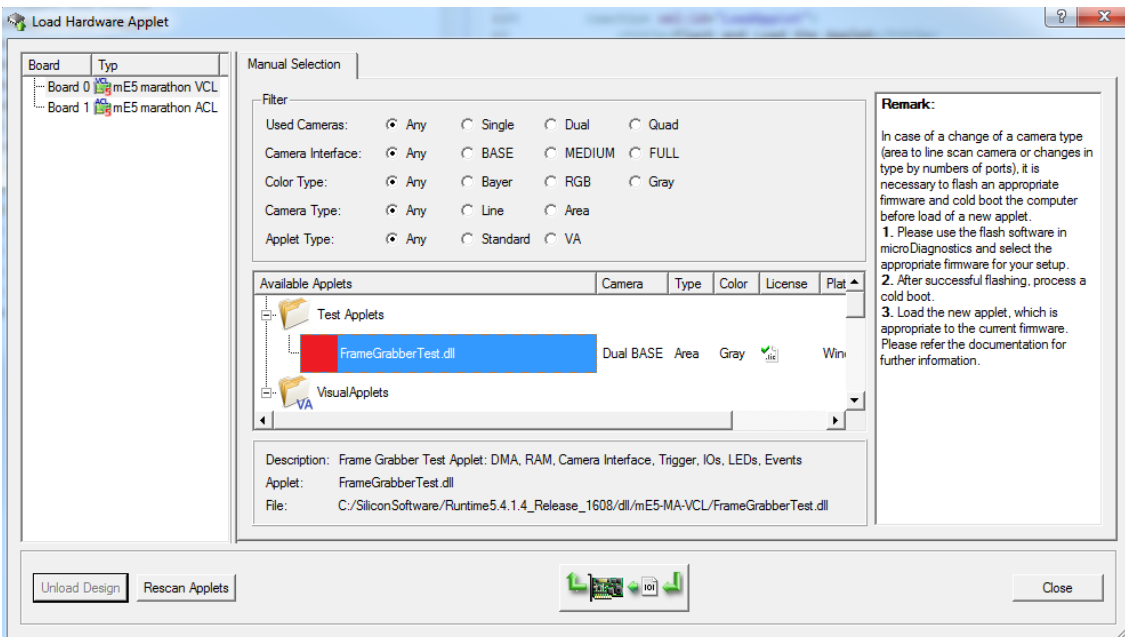 Load Hardware Applet
Board Typ
Board 0 VCL mE5 marathon VCL
Board 1 ACL mE5 marathon ACL
Manual Selection
Filter
Used Cameras: Any Single Dual Quad
Camera Interface: Any BASE MEDIUM FULL
Color Type: Any Bayer RGB Gray
Camera Type: Any Line Area
Applet Type: Any Standard VA
Available Applets Camera Type Color License Plat
Test Applets
FrameGrabberTest.dll Dual BASE Area Gray .lic Win
VisualApplets
VA
Description: Frame Grabber Test Applet: DMA, RAM, Camera Interface, Trigger, IOs, LEDs, Events
Applet: FrameGrabberTest.dll
File: C:/SiliconSoftware/Runtime5.4.1.4_Release_1608/dll/mE5-MA-VCL/FrameGrabberTest.dll
Remark:
In case of a change of a camera type
(area to line scan camera or changes in
type by numbers of ports), it is
necessary to flash an appropriate
firmware and cold boot the computer
before load of a new applet.
1. Please use the flash software in
microDiagnostics and select the
appropriate firmware for your setup.
2. After successful flashing, process a
cold boot.
3. Load the new applet, which is
appropriate to the current firmware.
Please refer the documentation for
further information.
Unload Design Rescan Applets IOI Close